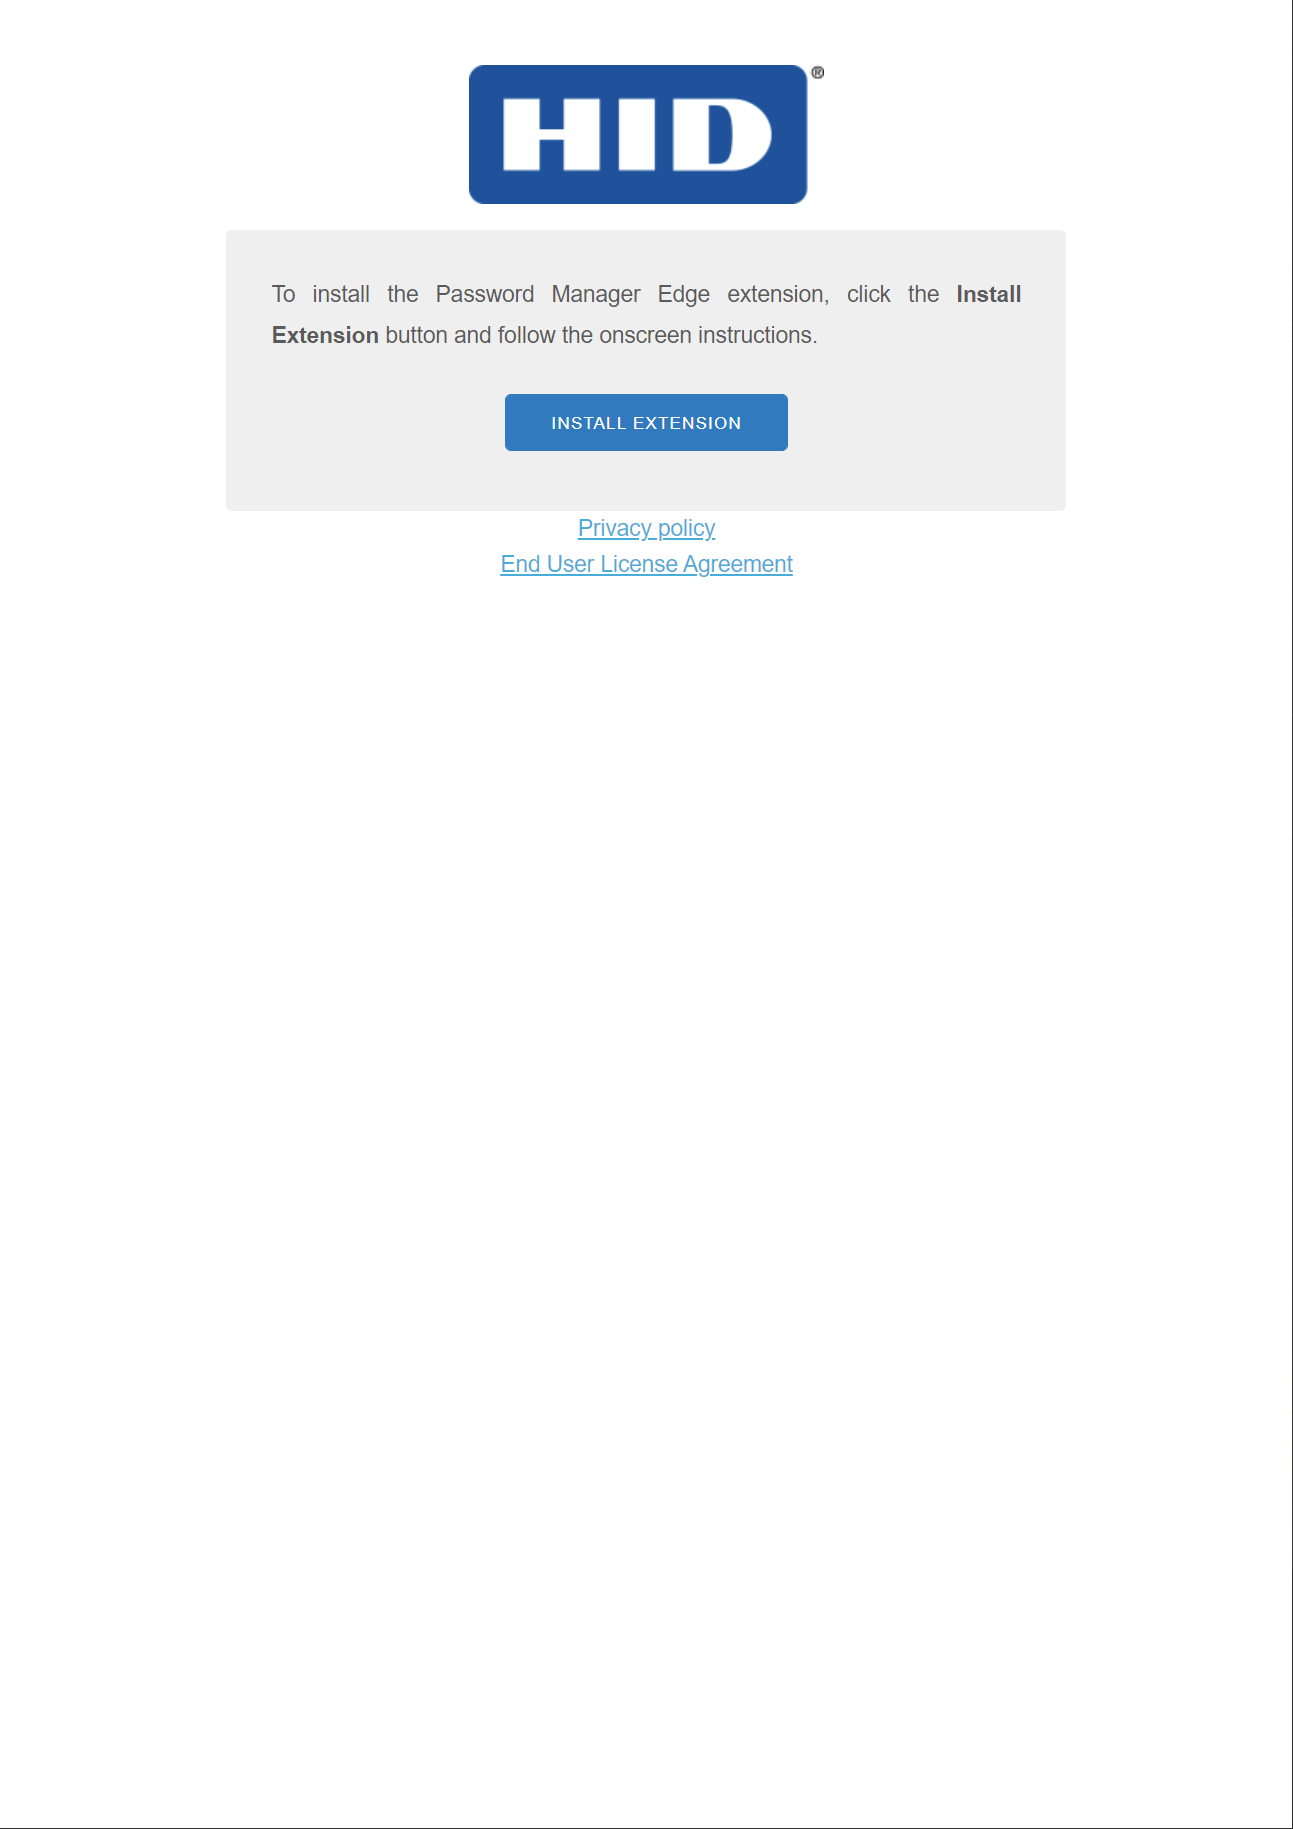 HID®
To install the Password Manager Edge extension, click the Install
Extension button and follow the onscreen instructions.
INSTALL EXTENSION
Privacy policy
End User License Agreement